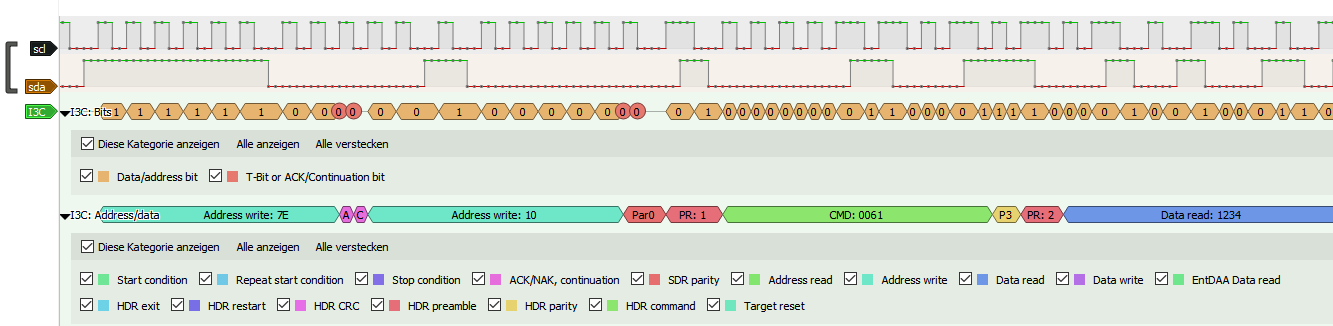 scl
sda
I3C
I3C: Bits 1 1 1 1 1 1 0 0 0 0 0 0 1 0 0 0 0 0 0 0 0 1 0 0 0 0 0 0 0 0 0 1 1 0 0 0 0 1 1 1 1 0 0 0 0 1 0 0 1 0 0 0 1 1 0
Diese Kategorie anzeigen Alle anzeigen Alle verstecken
Data/address bit T-Bit or ACK/Continuation bit
I3C: Address/data Address write: 7E A C Address write: 10 Par0 PR: 1 CMD: 0061 P3 PR: 2 Data read: 1234
Diese Kategorie anzeigen Alle anzeigen Alle verstecken
Start condition Repeat start condition Stop condition ACK/NAK, continuation SDR parity Address read Address write Data read Data write EntDAA Data read
HDR exit HDR restart HDR CRC HDR preamble HDR parity HDR command Target reset